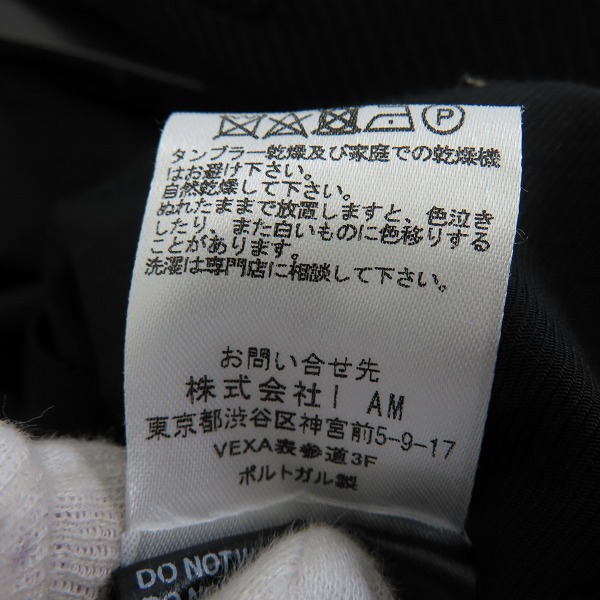 P
タンブラー乾燥及び家庭での乾燥機
はお避け下さい。
自然乾燥して下さい。
ぬれたままで放置しますと、色泣き
したり、また白いものに色移りする
ことがあります。
洗濯は専門店に相談して下さい。
お問い合せ先
株式会社I AM
東京都渋谷区神宮前5-9-17
VEXA表参道3F
ポルトガル製
DO NOT